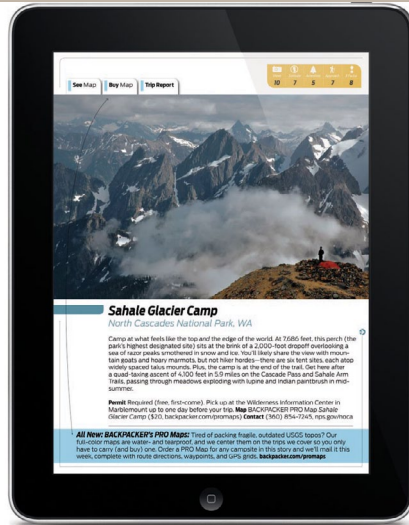 See Map Buy Map Trip Report
10 7 5 7 8
Sahale Glacier Camp
North Cascades National Park, WA
Camp at what feels like the top and the edge of the world. At 7,686 feet, this perch (the
park's highest designated site) sits at the brink of a 2,000-foot dropoff overlooking a
sea of razor peaks smothered in snow and ice. You'll likely share the view with moun-
tain goats and hoary marmots, but not hiker hordes—there are six tent sites, each atop
widely spaced talus mounds. Plus, the camp is at the end of the trail. Get here after
a quad-taxing ascent of 4,100 feet in 5.9 miles on the Cascade Pass and Sahale Arm
Trails, passing through meadows exploding with lupine and Indian paintbrush in mid-
summer.
Permit Required (free, first-come). Pick up at the Wilderness Information Center in
Marblemount up to one day before your trip. Map BACKPACKER PRO Map Sahale
Glacier Camp ($20, backpacker.com/promaps) Contact (360) 854-7245, nps.gov/noca
All New: BACKPACKER's PRO Maps: Tired of packing fragile, outdated USGS topos? Our
full-color maps are water- and tearproof, and we center them on the trips we cover so you only
have to carry (and buy) one. Order a PRO Map for any campsite in this story and we'll mail it this
week, complete with route directions, waypoints, and GPS grids. backpacker.com/promaps